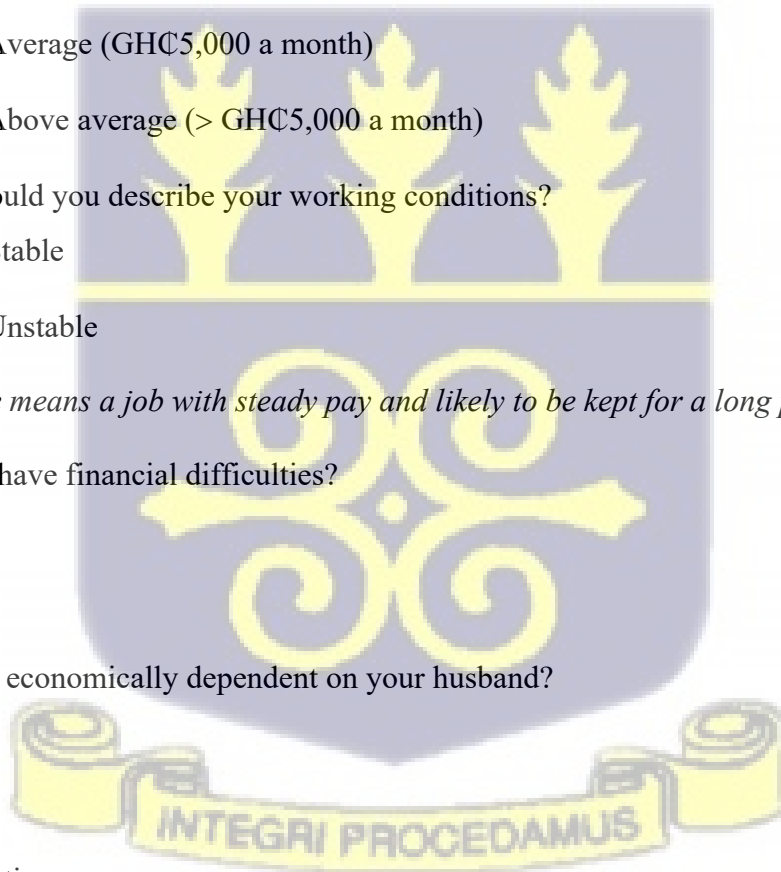 Average (GH₵5,000 a month)
Above average (> GH₵5,000 a month)
ould you describe your working conditions?
table
Unstable
means a job with steady pay and likely to be kept for a long
have financial difficulties?
economically dependent on your husband?
INTEGRI PROCEDAMUS